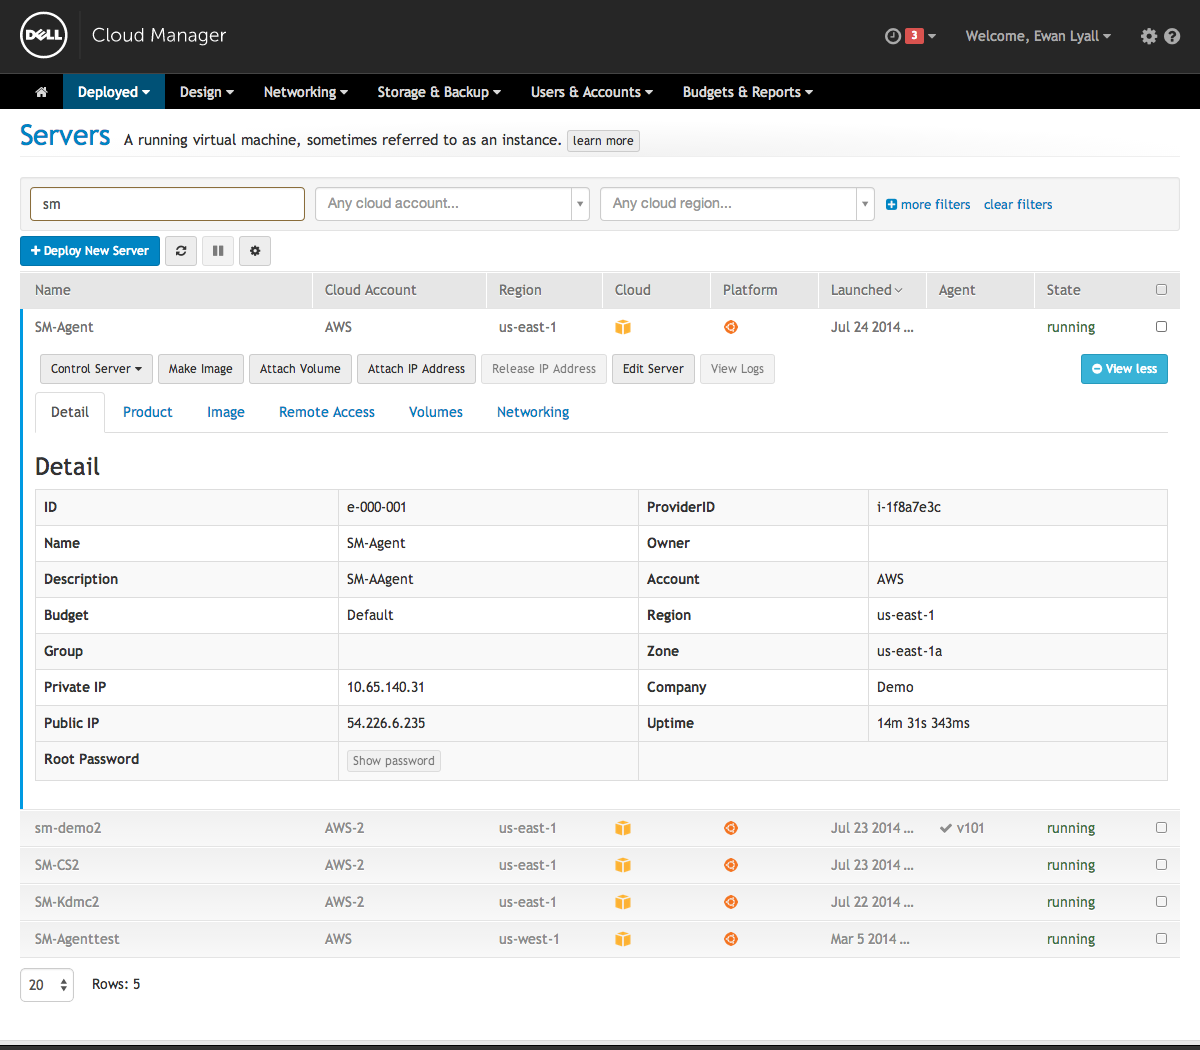 DELL Cloud Manager 3 Welcome, Ewan Lyall
Deployed Design Networking Storage & Backup Users & Accounts Budgets & Reports
Servers A running virtual machine, sometimes referred to as an instance. learn more
sm Any cloud account... Any cloud region... more filters clear filters
Deploy New Server
Name Cloud Account Region Cloud Platform Launched Agent State
SM-Agent AWS us-east-1 Jul 24 2014 ... running
Control Server Make Image Attach Volume Attach IP Address Release IP Address Edit Server View Logs View less
Detail Product Image Remote Access Volumes Networking
Detail
ID e-000-001 ProviderID i-1f8a7e3c
Name SM-Agent Owner
Description SM-AAgent Account AWS
Budget Default Region us-east-1
Group Zone us-east-1a
Private IP 10.65.140.31 Company Demo
Public IP 54.226.6.235 Uptime 14m 31s 343ms
Root Password Show password
sm-demo2 AWS-2 us-east-1 Jul 23 2014 ... v101 running
SM-CS2 AWS-2 us-east-1 Jul 23 2014 ... running
SM-Kdmc2 AWS-2 us-east-1 Jul 22 2014 ... running
SM-Agenttest AWS us-west-1 Mar 5 2014 ... running
20 Rows: 5